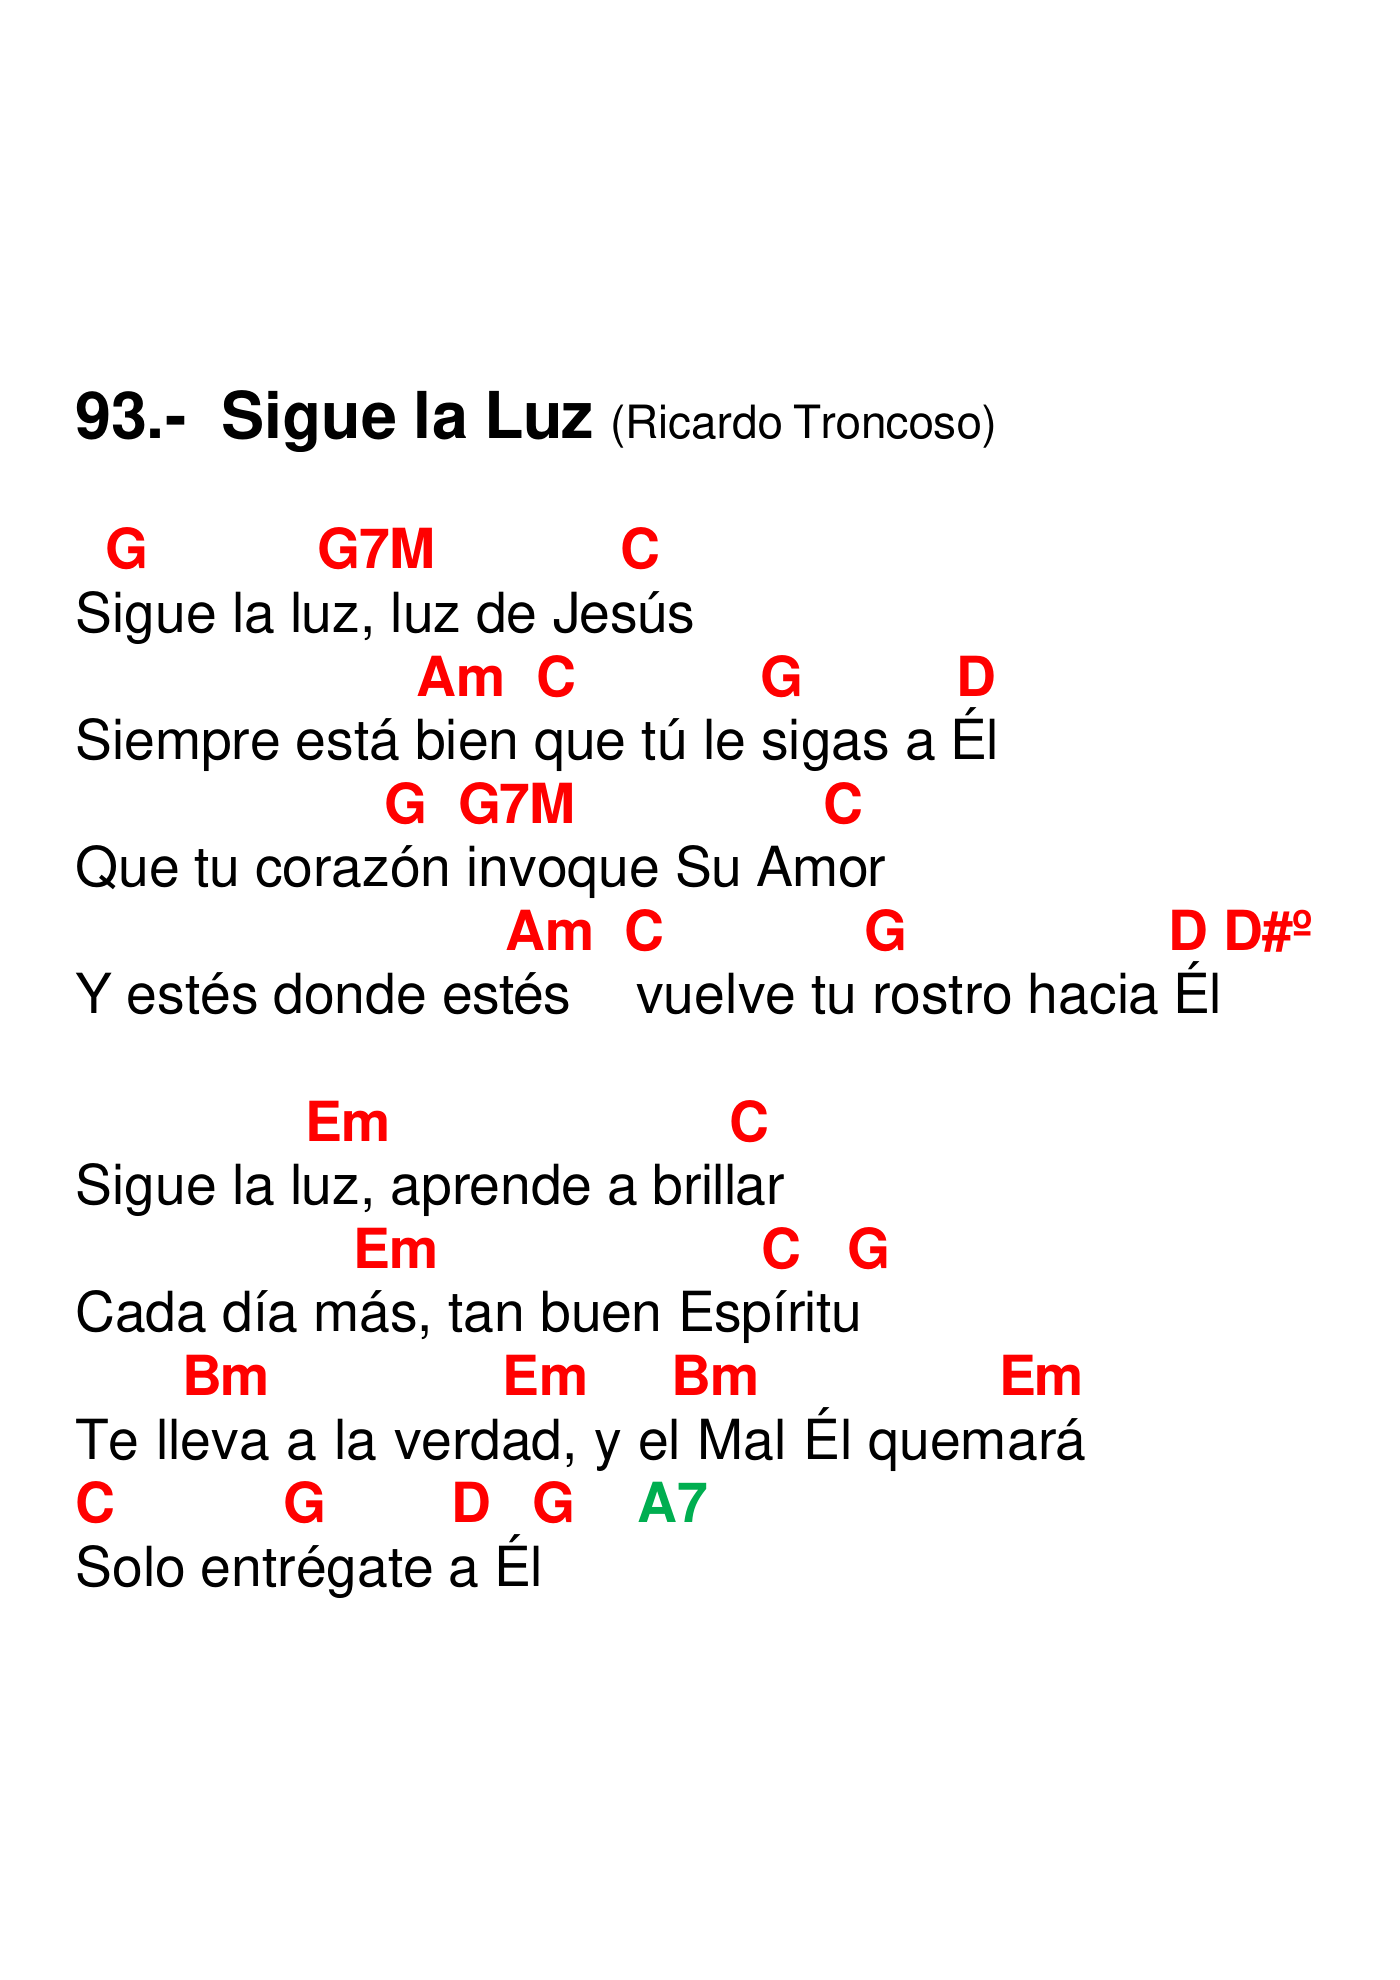 93.-  Sigue la Luz (Ricardo Troncoso)
G G7M C
Sigue la luz, luz de Jesús
Am C G D
Siempre está bien que tú le sigas a Él
G G7M C
Que tu corazón invoque Su Amor
Am C G D D#º
Y estés donde estés    vuelve tu rostro hacia Él
Em C
Sigue la luz, aprende a brillar
Em C G
Cada día más, tan buen Espíritu
Bm Em Bm Em
Te lleva a la verdad, y el Mal Él quemará
C G D G A7
Solo entrégate a Él